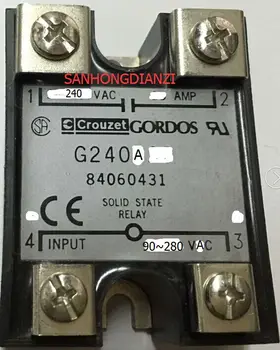 SANHONGDIANZI
1 240 VAC AMP 2
Crouzet GORDOS
G240 A
84060431
CE SOLID STATE
RELAY
4 INPUT 90~280 VAC 3